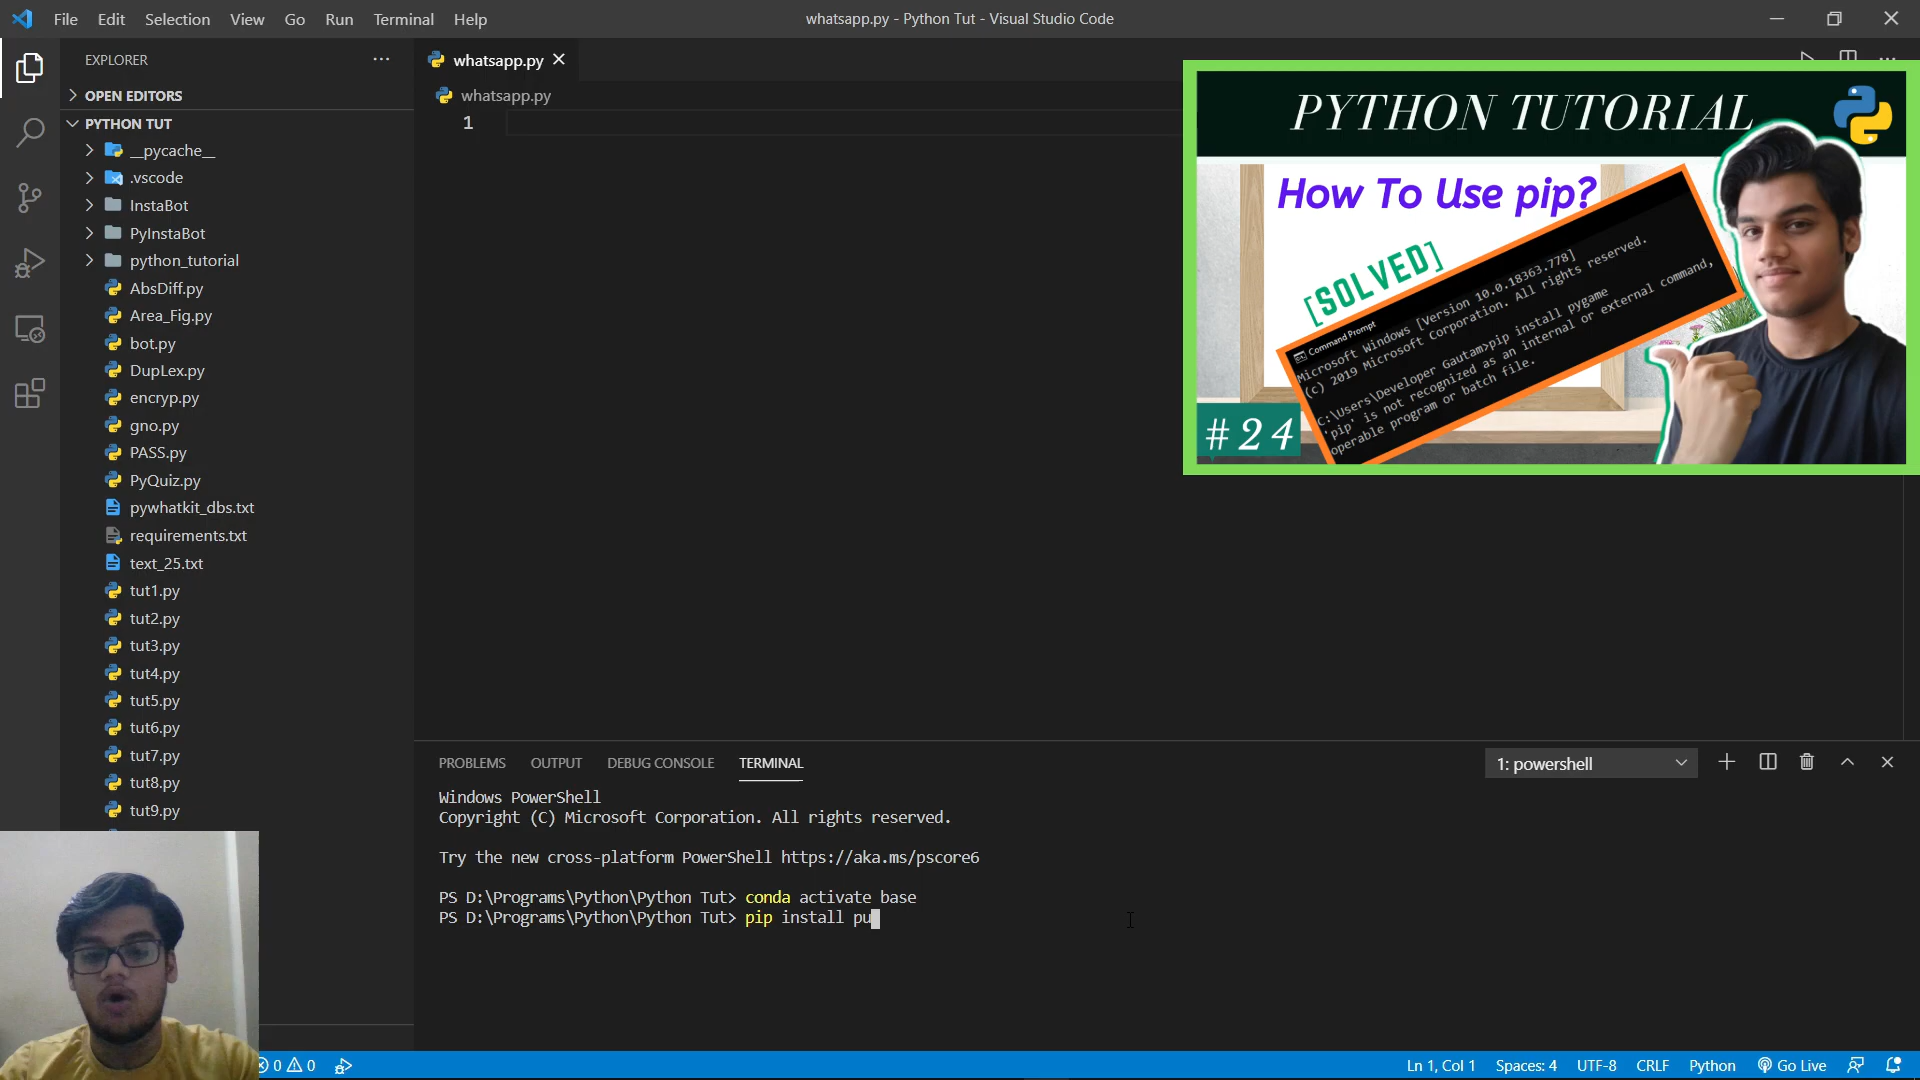 File Edit Selection View Go Run Terminal Help
whatsapp.py - Python Tut - Visual Studio Code
EXPLORER
OPEN EDITORS
PYTHON TUT
__pycache__
.vscode
InstaBot
PyInstaBot
python_tutorial
AbsDiff.py
Area_Fig.py
bot.py
DupLex.py
encryp.py
gno.py
PASS.py
PyQuiz.py
pywhatkit_dbs.txt
requirements.txt
text_25.txt
tut1.py
tut2.py
tut3.py
tut4.py
tut5.py
tut6.py
tut7.py
tut8.py
tut9.py
whatsapp.py
whatsapp.py
1
PYTHON TUTORIAL
How To Use pip?
[SOLVED]
Command Prompt
Microsoft Windows [Version 10.0.18363.778]
(c) 2019 Microsoft Corporation. All rights reserved.
C:\Users\Developer Gautam>pip install pygame
'pip' is not recognized as an internal or external command,
operable program or batch file.
#24
PROBLEMS OUTPUT DEBUG CONSOLE TERMINAL
1: powershell
Windows PowerShell
Copyright (C) Microsoft Corporation. All rights reserved.
Try the new cross-platform PowerShell https://aka.ms/pscore6
PS D:\Programs\Python\Python Tut> conda activate base
PS D:\Programs\Python\Python Tut> pip install pu
0 0
Ln 1, Col 1 Spaces: 4 UTF-8 CRLF Python Go Live